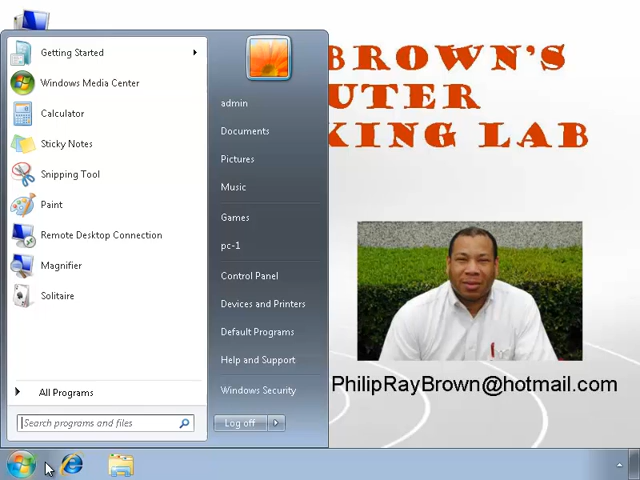 Getting Started
Windows Media Center
Calculator
Sticky Notes
Snipping Tool
Paint
Remote Desktop Connection
Magnifier
Solitaire
All Programs
Search programs and files
admin
Documents
Pictures
Music
Games
pc-1
Control Panel
Devices and Printers
Default Programs
Help and Support
Windows Security
Log off
BROWN'S
UTER
KING LAB
PhilipRayBrown@hotmail.com